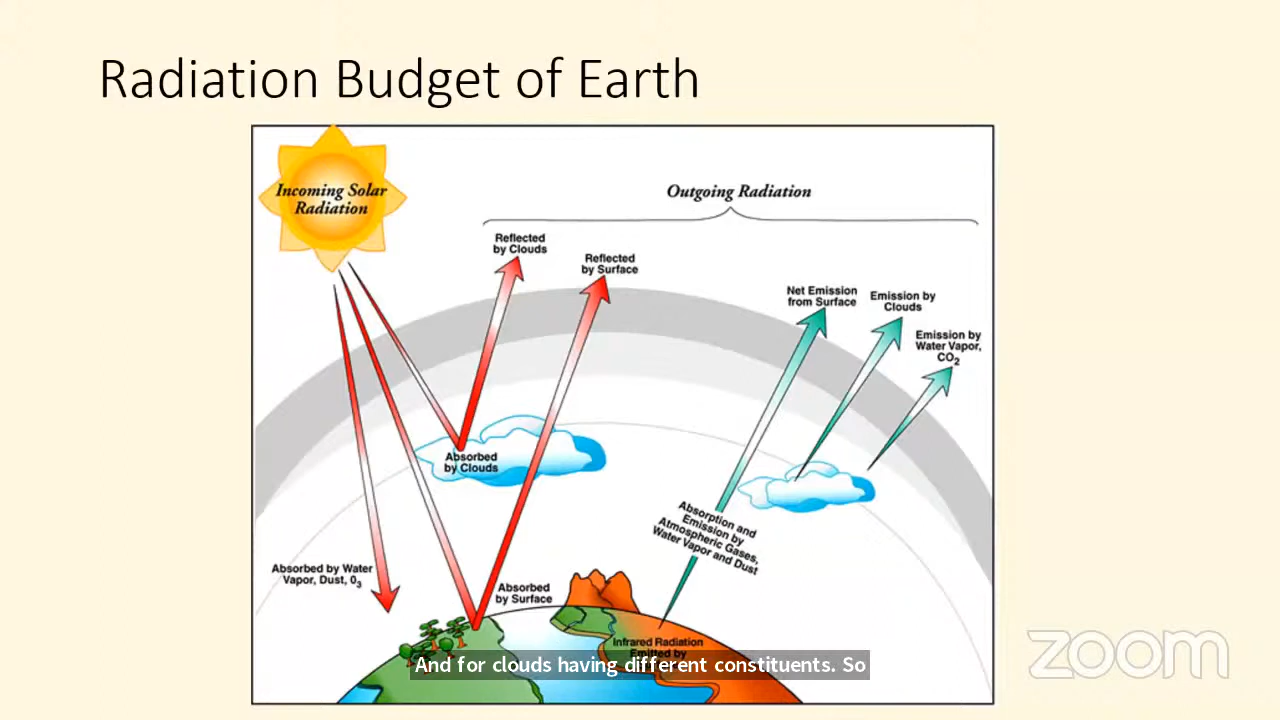 Radiation Budget of Earth
Incoming Solar
Radiation
Outgoing Radiation
Reflected
by Clouds
Reflected
by Surface
Net Emission
from Surface
Emission by
Clouds
Emission by
Water Vapor,
CO2
Absorbed
by Clouds
Absorption and
Emission by
Atmospheric Gases,
Water Vapor and Dust
Absorbed by Water
Vapor, Dust, 03
Absorbed
by Surface
Infrared Radiation
Emitted by
And for clouds having different constituents. So
zoom